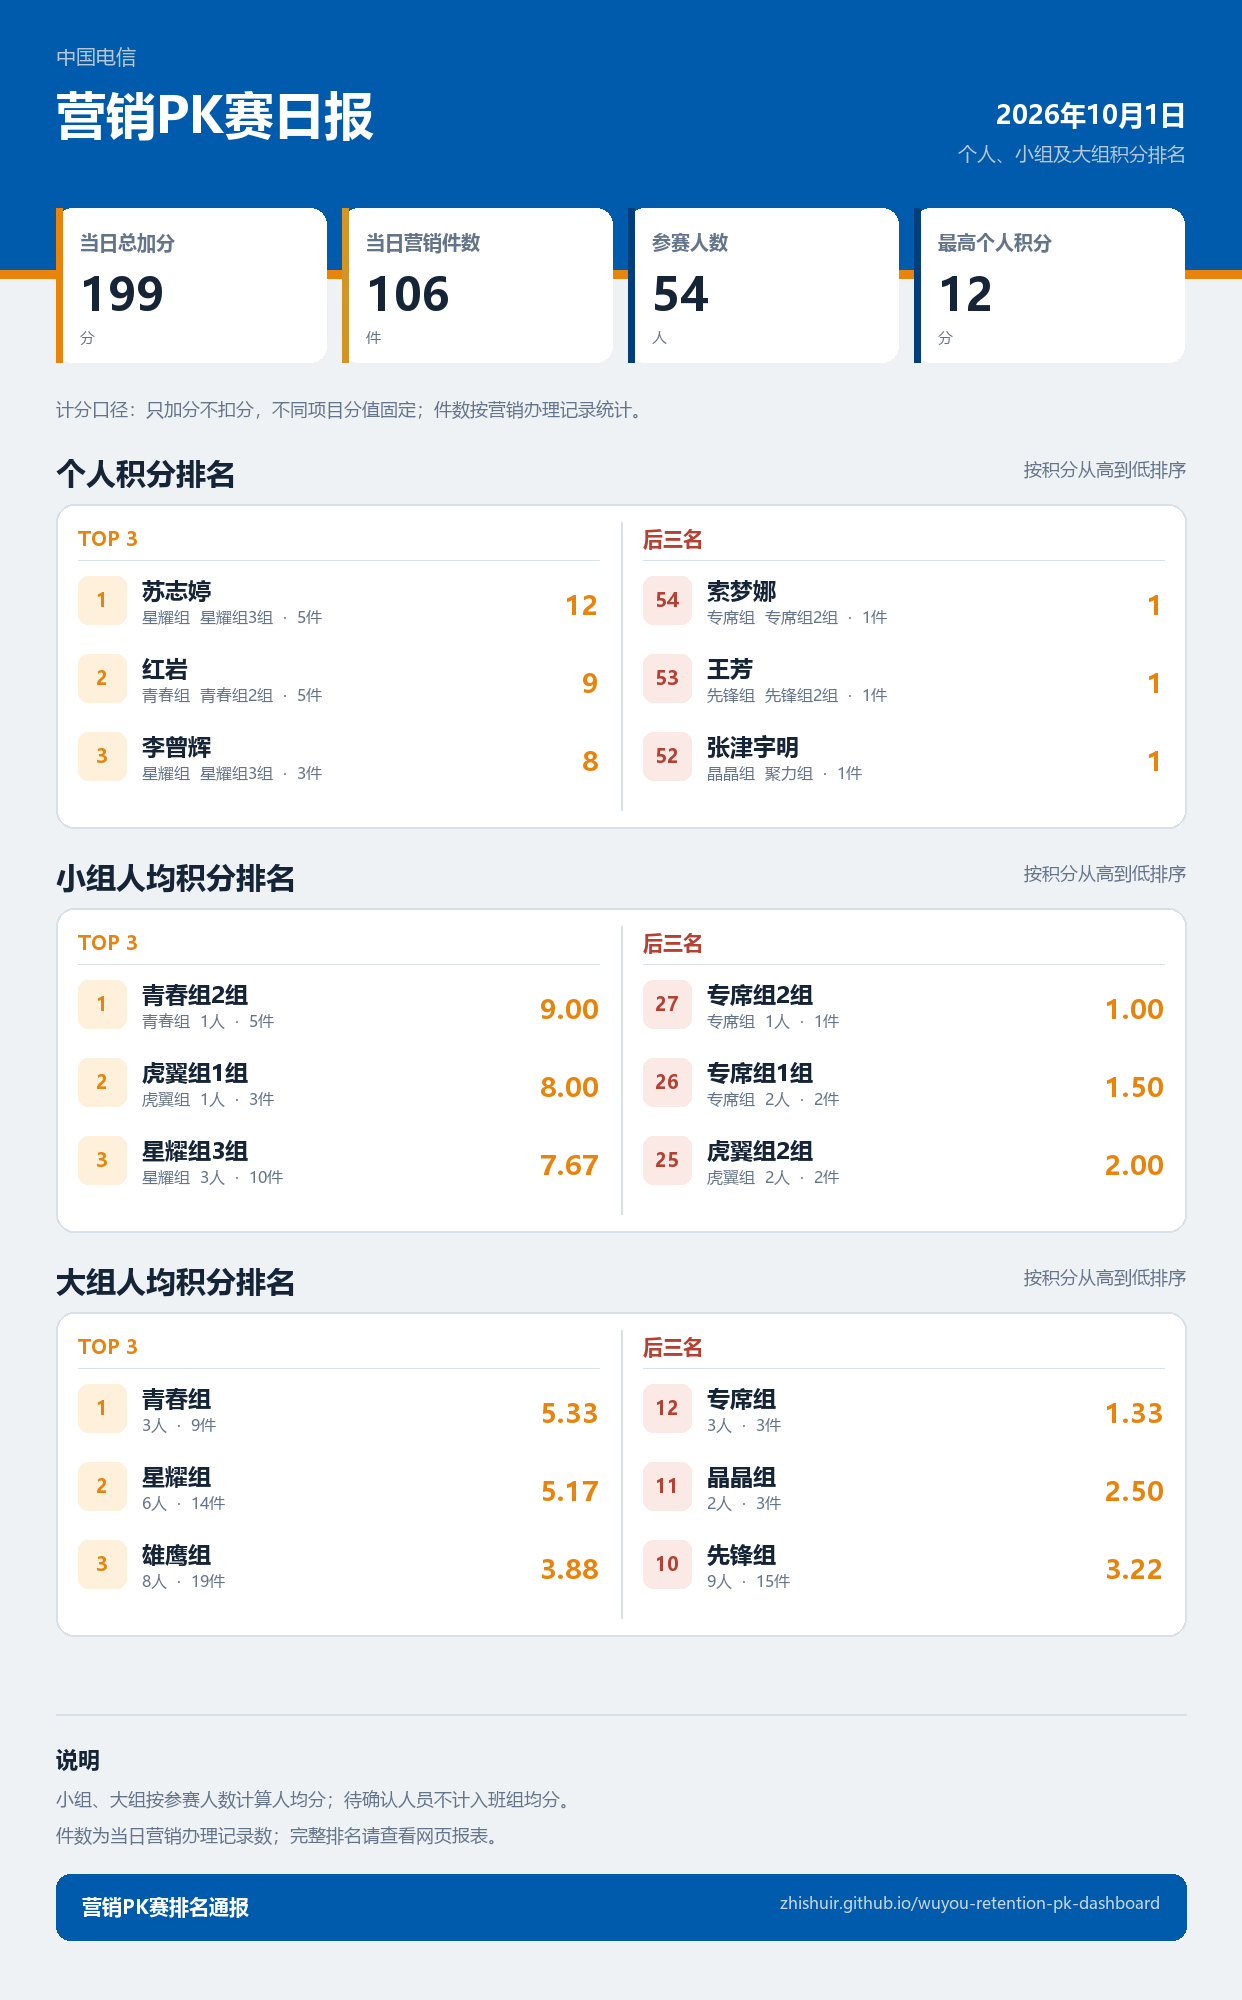 中国电信
营销PK赛日报
2026年10月1日
个人、小组及大组积分排名
当日总加分
199
分
当日营销件数
106
件
参赛人数
54
人
最高个人积分
12
分
计分口径：只加分不扣分，不同项目分值固定；件数按营销办理记录统计。
个人积分排名
按积分从高到低排序
TOP 3
1
苏志婷
星耀组 星耀组3组 · 5件
12
2
红岩
青春组 青春组2组 · 5件
9
3
李曾辉
星耀组 星耀组3组 · 3件
8
后三名
54
索梦娜
专席组 专席组2组 · 1件
1
53
王芳
先锋组 先锋组2组 · 1件
1
52
张津宇明
晶晶组 聚力组 · 1件
1
小组人均积分排名
按积分从高到低排序
TOP 3
1
青春组2组
青春组 1人 · 5件
9.00
2
虎翼组1组
虎翼组 1人 · 3件
8.00
3
星耀组3组
星耀组 3人 · 10件
7.67
后三名
27
专席组2组
专席组 1人 · 1件
1.00
26
专席组1组
专席组 2人 · 2件
1.50
25
虎翼组2组
虎翼组 2人 · 2件
2.00
大组人均积分排名
按积分从高到低排序
TOP 3
1
青春组
3人 · 9件
5.33
2
星耀组
6人 · 14件
5.17
3
雄鹰组
8人 · 19件
3.88
后三名
12
专席组
3人 · 3件
1.33
11
晶晶组
2人 · 3件
2.50
10
先锋组
9人 · 15件
3.22
说明
小组、大组按参赛人数计算人均分；待确认人员不计入班组均分。
件数为当日营销办理记录数；完整排名请查看网页报表。
营销PK赛排名通报
zhishuir.github.io/wuyou-retention-pk-dashboard